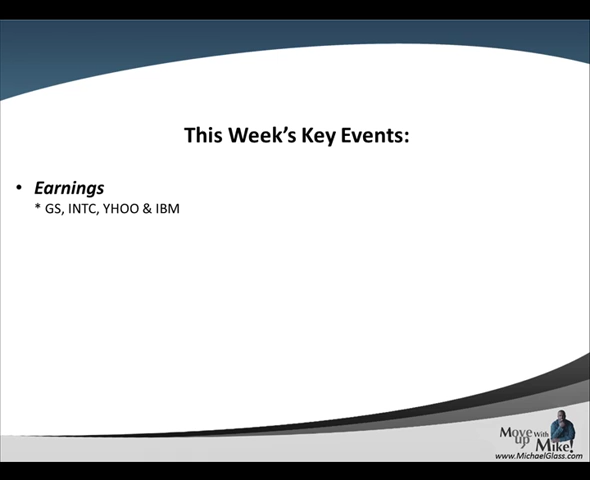 This Week's Key Events:
• Earnings
* GS, INTC, YHOO & IBM
Move up With Mike!
www.MichaelGlass.com